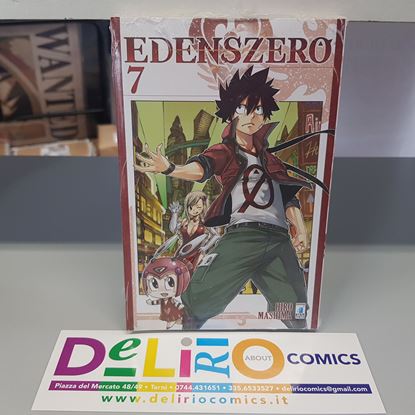 EDENSZERO
7
WANTED
HIRO
MASHIMA
DeLiRiO ABOUT COMICS
Piazza del Mercato 48/49 • Terni • 0744.431651 • 335.6533527 • deliriocomics@gmail.com
www.deliriocomics.it